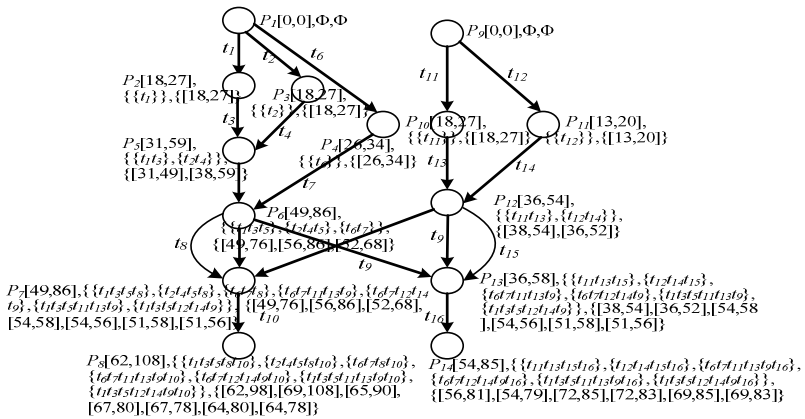 P1[0,0],Φ,Φ
P9[0,0],Φ,Φ
t1
t2
t6
t11
t12
P2[18,27],
{{t1}},{[18,27]}
P3[18,27],
{{t2}},{[18,27]}
P10[18,27],
{{t11}},{[18,27]}
P11[13,20],
{{t12}},{[13,20]}
t3
t4
P4[26,34],
{{t6}},{[26,34]}
t13
t14
P5[31,59],
{{t1t3},{t2t4}},
{[31,49],[38,59]}
t7
P12[36,54],
{{t11t13},{t12t14}},
{[38,54],[36,52]}
P6[49,86],
{{t1t3t5},{t2t4t5},{t6t7}},
{[49,76],[56,86],[52,68]}
t8
t9
t9
t15
P7[49,86],{{t1t3t5t8},{t2t4t5t8},{t6t7t8},{t6t7t11t13t9},{t6t7t12t14
t9},{t1t3t5t11t13t9},{t1t3t5t12t14t9}},{[49,76],[56,86],[52,68],
[54,58],[54,56],[51,58],[51,56]}
t10
P13[36,58],{{t11t13t15},{t12t14t15},
{t6t7t11t13t9},{t6t7t12t14t9},{t1t3t5t11t13t9},
{t1t3t5t12t14t9}},{[38,54],[36,52],[54,58
],[54,56],[51,58],[51,56]}
t16
P8[62,108],{{t1t3t5t8t10},{t2t4t5t8t10},{t6t7t8t10},
{t6t7t11t13t9t10},{t6t7t12t14t9t10},{t1t3t5t11t13t9t10},
{t1t3t5t12t14t9t10}},{[62,98],[69,108],[65,90],
[67,80],[67,78],[64,80],[64,78]}
P14[54,85],{{t11t13t15t16},{t12t14t15t16},{t6t7t11t13t9t16},
{t6t7t12t14t9t16},{t1t3t5t11t13t9t16},{t1t3t5t12t14t9t16}},
{[56,81],[54,79],[72,85],[72,83],[69,85],[69,83]}